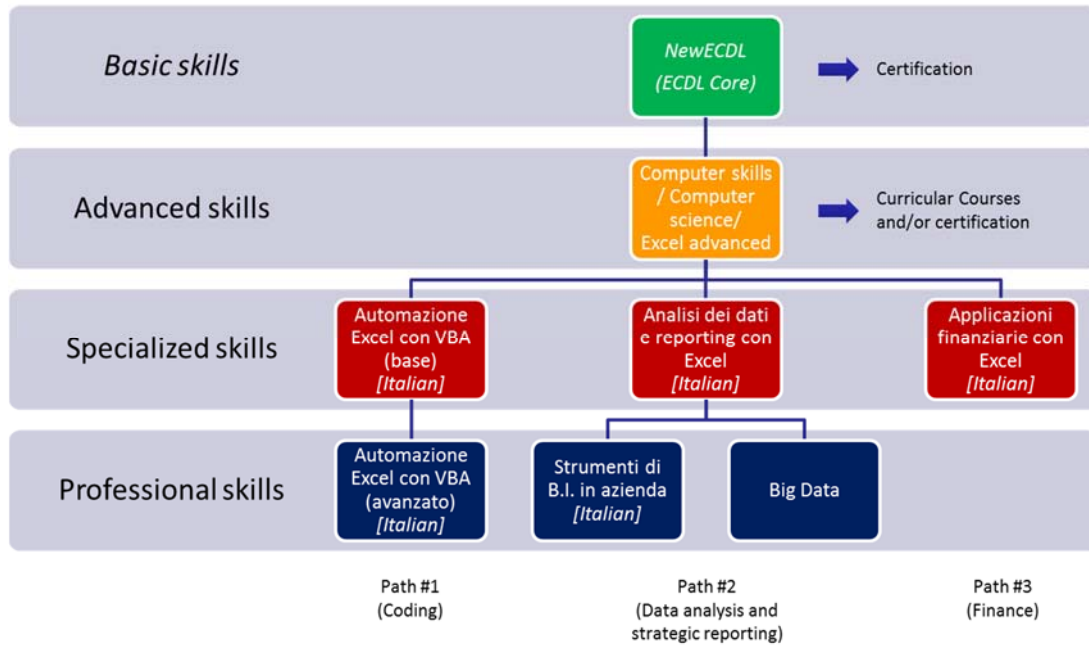 Basic skills
NewECDL
(ECDL Core)
Certification
Advanced skills
Computer skills
/ Computer
science/
Excel advanced
Curricular Courses
and/or certification
Specialized skills
Automazione
Excel con VBA
(base)
[Italian]
Analisi dei dati
e reporting con
Excel
[Italian]
Applicazioni
finanziarie con
Excel
[Italian]
Professional skills
Automazione
Excel con VBA
(avanzato)
[Italian]
Strumenti di
B.I. in azienda
[Italian]
Big Data
Path #1
(Coding)
Path #2
(Data analysis and
strategic reporting)
Path #3
(Finance)